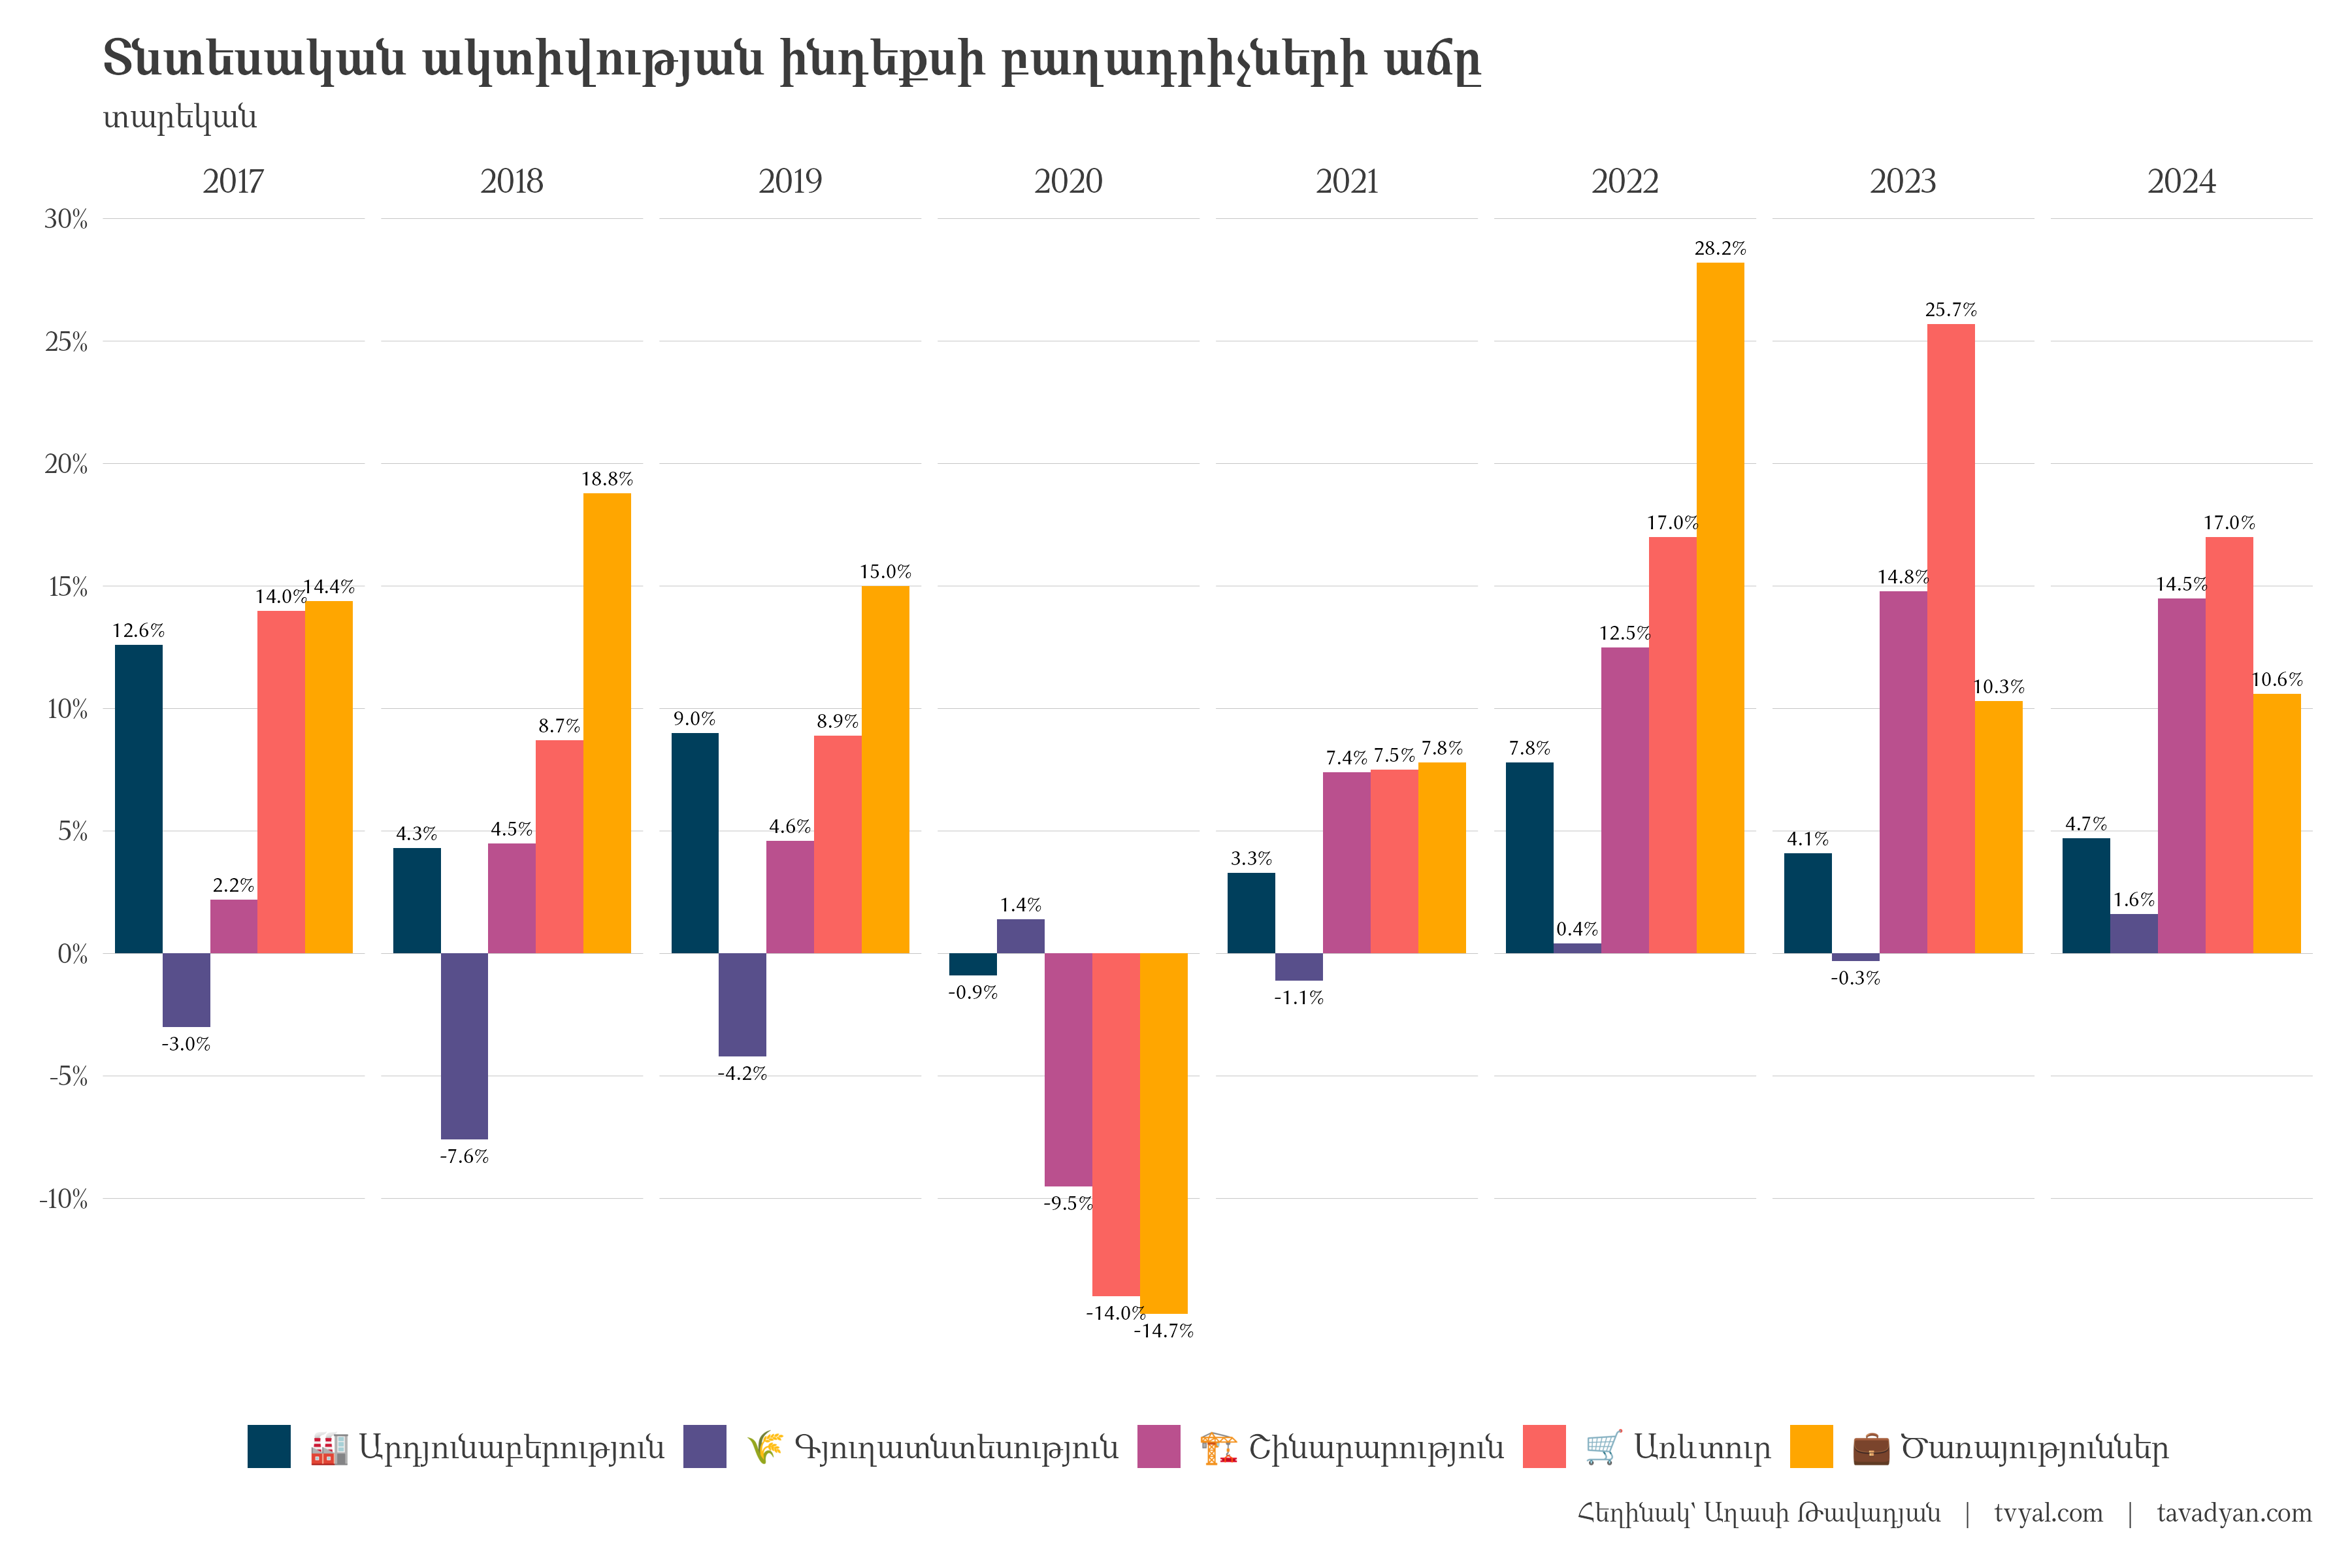 Տնտեսական ակտիվության ինդեքսի բաղադրիչների աճը
տարեկան
2017 2018 2019 2020 2021 2022 2023 2024
30%
25%
20%
15%
10%
5%
0%
-5%
-10%
12.6% -3.0% 2.2% 14.0% 14.4%
4.3% -7.6% 4.5% 8.7% 18.8%
9.0% -4.2% 4.6% 8.9% 15.0%
-0.9% 1.4% -9.5% -14.0% -14.7%
3.3% -1.1% 7.4% 7.5% 7.8%
7.8% 0.4% 12.5% 17.0% 28.2%
4.1% -0.3% 14.8% 25.7% 10.3%
4.7% 1.6% 14.5% 17.0% 10.6%
Արդյունաբերություն Գյուղատնտեսություն Շինարարություն Առևտուր Ծառայություններ
Հեղինակ՝ Աղասի Թավադյան | tvyal.com | tavadyan.com